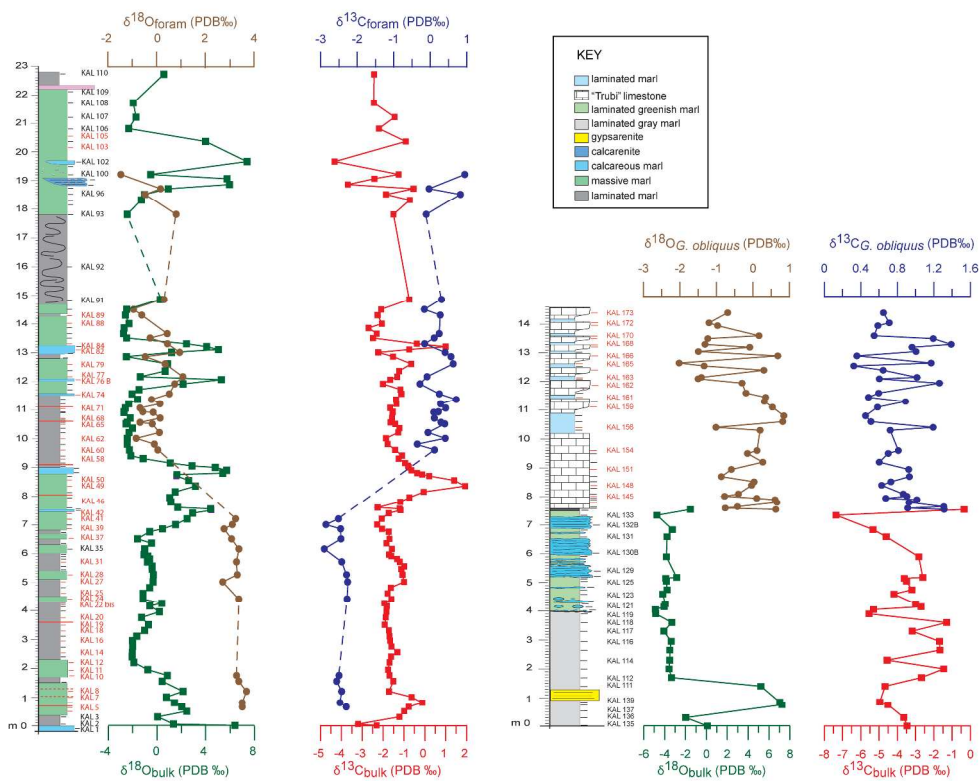 δ18Oforam (PDB‰)
-4 0 4 8
δ13Cforam (PDB‰)
-3 -2 -1 0 1
23
22
21
20
19
18
17
16
15
14
13
12
11
10
9
8
7
6
5
4
3
2
1
m 0
KAL 110
KAL 109
KAL 108
KAL 107
KAL 106
KAL 105
KAL 103
KAL 102
KAL 100
KAL 96
KAL 93
KAL 92
KAL 91
KAL 89
KAL 88
KAL 84
KAL 82
KAL 79
KAL 77
KAL 76 B
KAL 74
KAL 71
KAL 68
KAL 65
KAL 62
KAL 60
KAL 58
KAL 50
KAL 49
KAL 46
KAL 42
KAL 41
KAL 39
KAL 37
KAL 35
KAL 31
KAL 28
KAL 27
KAL 25
KAL 24
KAL 22 bis
KAL 20
KAL 19
KAL 18
KAL 16
KAL 14
KAL 12
KAL 11
KAL 10
KAL 8
KAL 7
KAL 5
KAL 3
KAL 2
KAL 1
-4 0 4 8
δ18Obulk (PDB ‰)
-5 -4 -3 -2 -1 0 1 2
δ13Cbulk (PDB ‰)
KEY
laminated marl
"Trubi" limestone
laminated greenish marl
laminated gray marl
gypsarenite
calcarenite
calcareous marl
massive marl
laminated marl
δ18OG. obliquus (PDB‰)
-4 -2 0 2
δ13CG. obliquus (PDB‰)
0 0.4 0.8 1.2 1.6
14
13
12
11
10
9
8
7
6
5
4
3
2
1
m 0
KAL 173
KAL 172
KAL 170
KAL 168
KAL 166
KAL 165
KAL 163
KAL 162
KAL 161
KAL 159
KAL 156
KAL 154
KAL 151
KAL 148
KAL 145
KAL 133
KAL 132B
KAL 131
KAL 130B
KAL 129
KAL 125
KAL 123
KAL 121
KAL 119
KAL 118
KAL 117
KAL 116
KAL 114
KAL 112
KAL 111
KAL 139
KAL 137
KAL 136
KAL 135
-6 -4 -2 0 2 4 6 8
δ18Obulk (PDB ‰)
-8 -7 -6 -5 -4 -3 -2 -1 0
δ13Cbulk (PDB ‰)